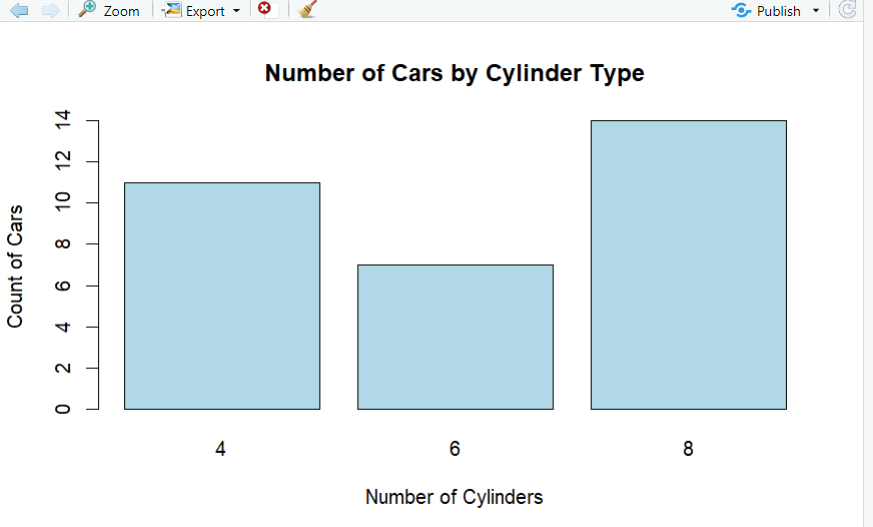 Zoom Export Publish
Number of Cars by Cylinder Type
Count of Cars
14
12
10
8
6
4
2
0
4 6 8
Number of Cylinders